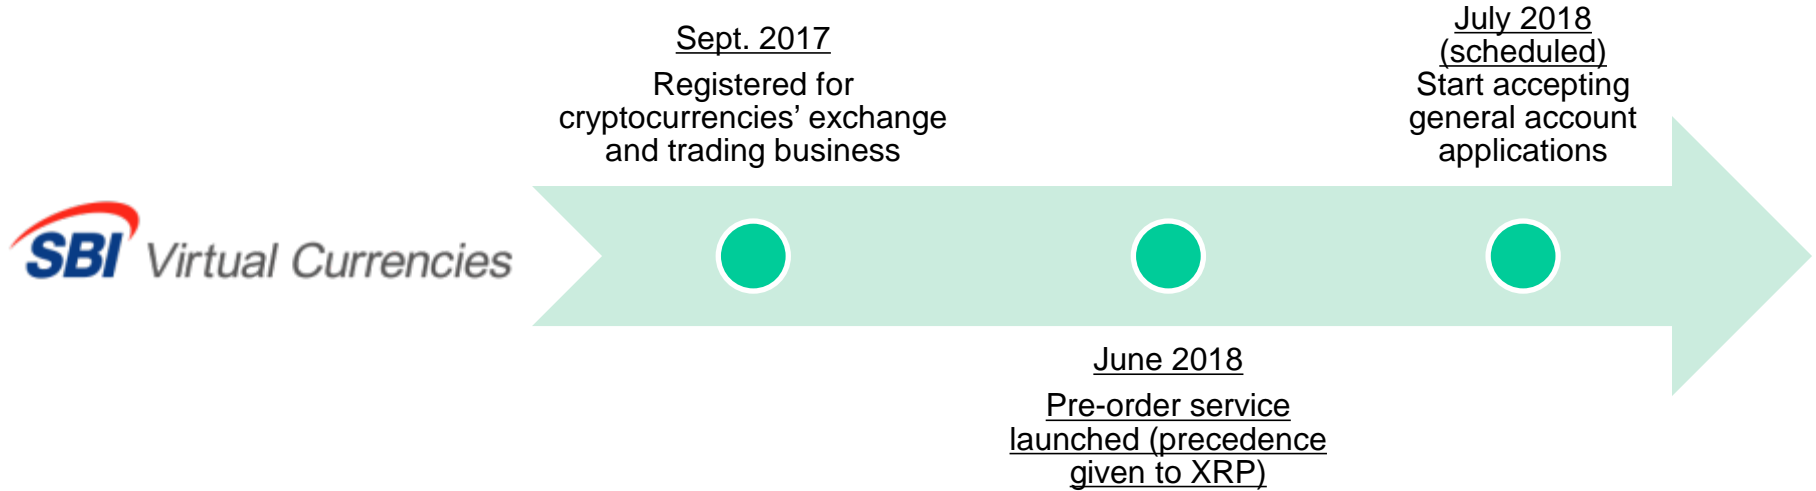 SBI Virtual Currencies
Sept. 2017
Registered for
cryptocurrencies’ exchange
and trading business
June 2018
Pre-order service
launched (precedence
given to XRP)
July 2018
(scheduled)
Start accepting
general account
applications